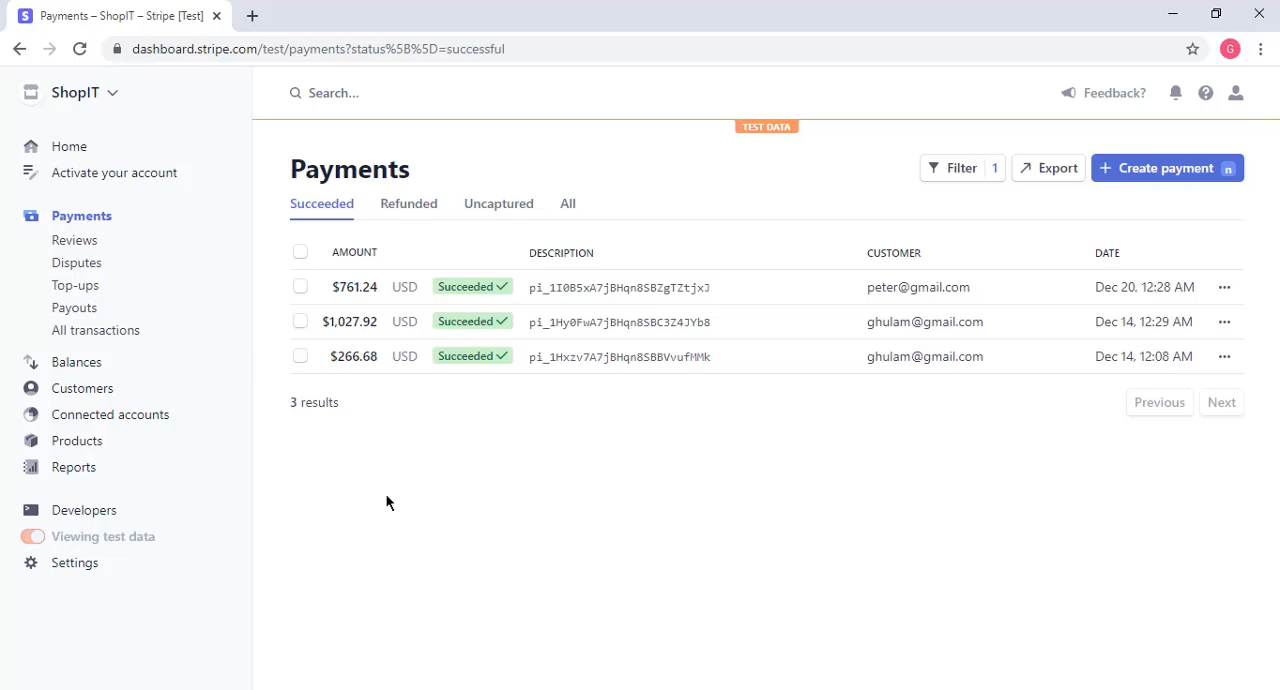 Payments – ShopIT – Stripe [Test]
dashboard.stripe.com/test/payments?status%5B%5D=successful
G
ShopIT
Search...
Feedback?
TEST DATA
Home
Activate your account
Payments
Reviews
Disputes
Top-ups
Payouts
All transactions
Balances
Customers
Connected accounts
Products
Reports
Developers
Viewing test data
Settings
Payments
Filter 1
Export
Create payment n
Succeeded Refunded Uncaptured All
AMOUNT DESCRIPTION CUSTOMER DATE
$761.24 USD Succeeded pi_1I0B5xA7jBHqn8SBZgTZtjxJ peter@gmail.com Dec 20, 12:28 AM
$1,027.92 USD Succeeded pi_1Hy0FwA7jBHqn8SBC3Z4JYb8 ghulam@gmail.com Dec 14, 12:29 AM
$266.68 USD Succeeded pi_1Hxzv7A7jBHqn8SBBVvufMMk ghulam@gmail.com Dec 14, 12:08 AM
3 results
Previous Next